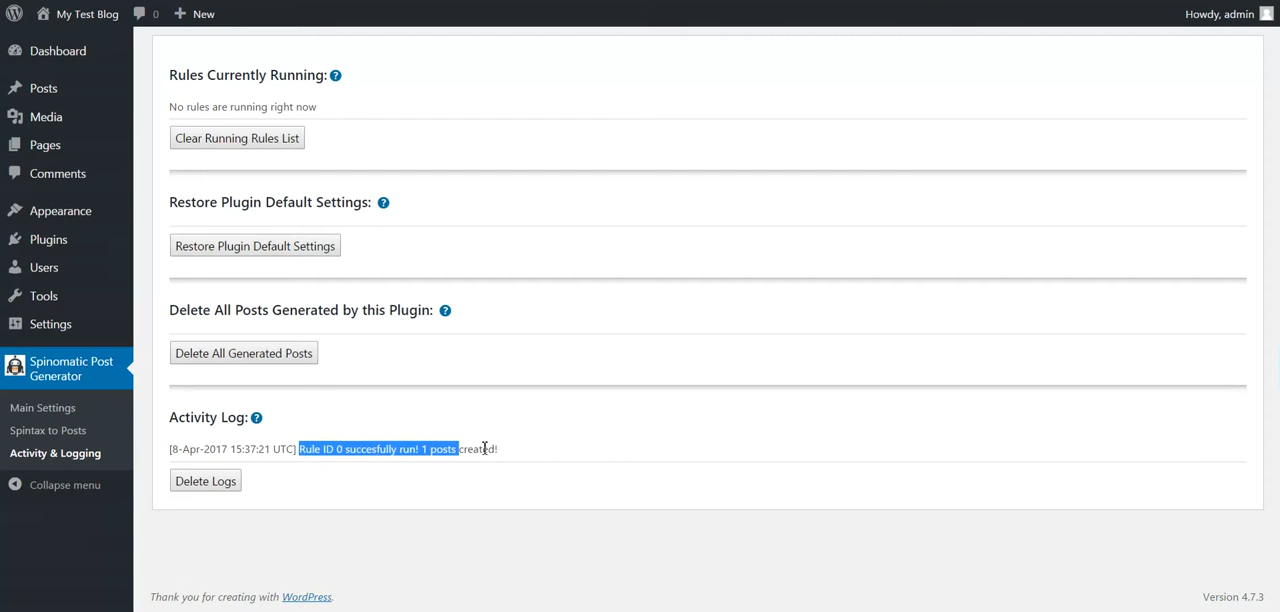 My Test Blog 0 New Howdy, admin
Dashboard
Posts
Media
Pages
Comments
Appearance
Plugins
Users
Tools
Settings
Spinomatic Post
Generator
Main Settings
Spintax to Posts
Activity & Logging
Collapse menu
Rules Currently Running: ?
No rules are running right now
Clear Running Rules List
Restore Plugin Default Settings: ?
Restore Plugin Default Settings
Delete All Posts Generated by this Plugin: ?
Delete All Generated Posts
Activity Log: ?
[8-Apr-2017 15:37:21 UTC] Rule ID 0 succesfully run! 1 posts created!
Delete Logs
Thank you for creating with WordPress.
Version 4.7.3